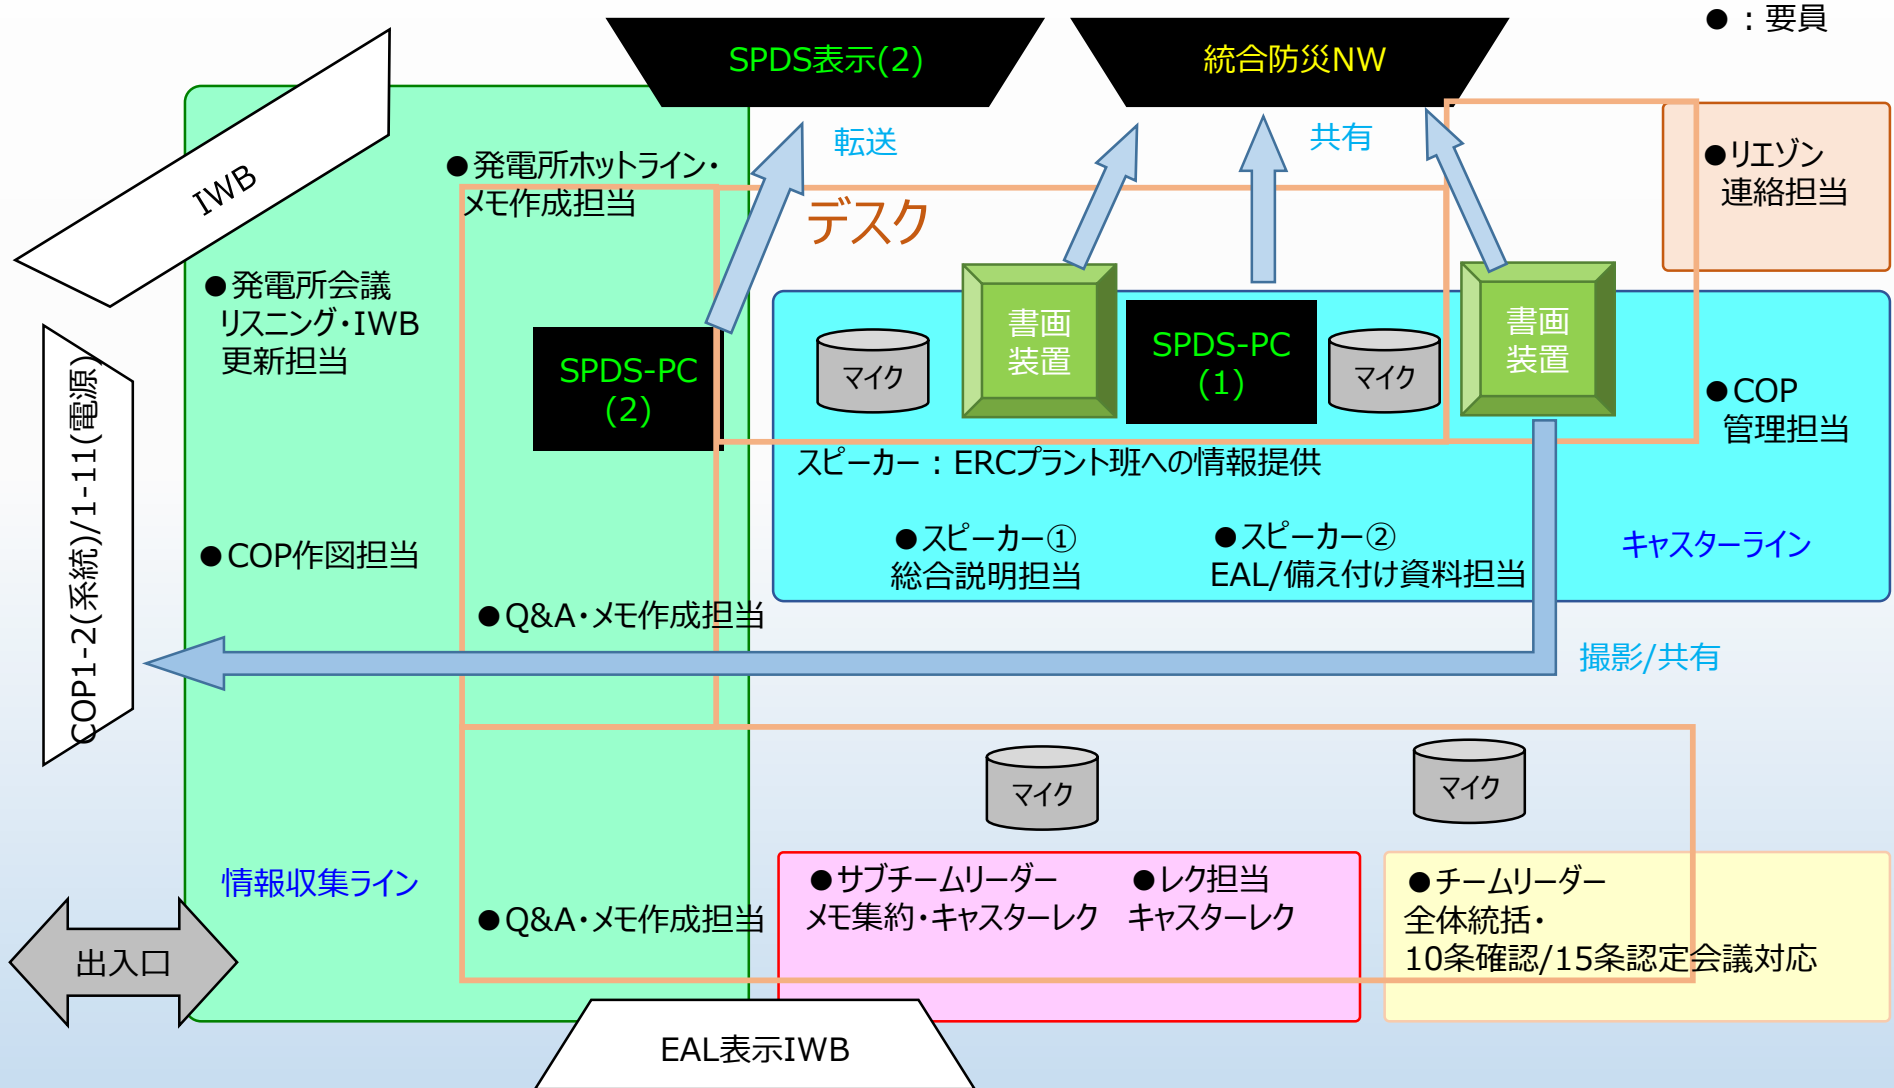 ●：要員
SPDS表示(2)
統合防災NW
転送
共有
IWB
●発電所ホットライン・
メモ作成担当
●リエゾン
連絡担当
デスク
●発電所会議
リスニング・IWB
更新担当
SPDS-PC
(2)
マイク
書画
装置
SPDS-PC
(1)
マイク
書画
装置
●COP
管理担当
COP1-2(系統)/1-11(電源)
スピーカー：ERCプラント班への情報提供
●COP作図担当
●スピーカー①
総合説明担当
●スピーカー②
EAL/備え付け資料担当
キャスターライン
●Q&A・メモ作成担当
撮影/共有
マイク
マイク
情報収集ライン
●Q&A・メモ作成担当
●サブチームリーダー
メモ集約・キャスターレク
●レク担当
キャスターレク
●チームリーダー
全体統括・
10条確認/15条認定会議対応
出入口
EAL表示IWB